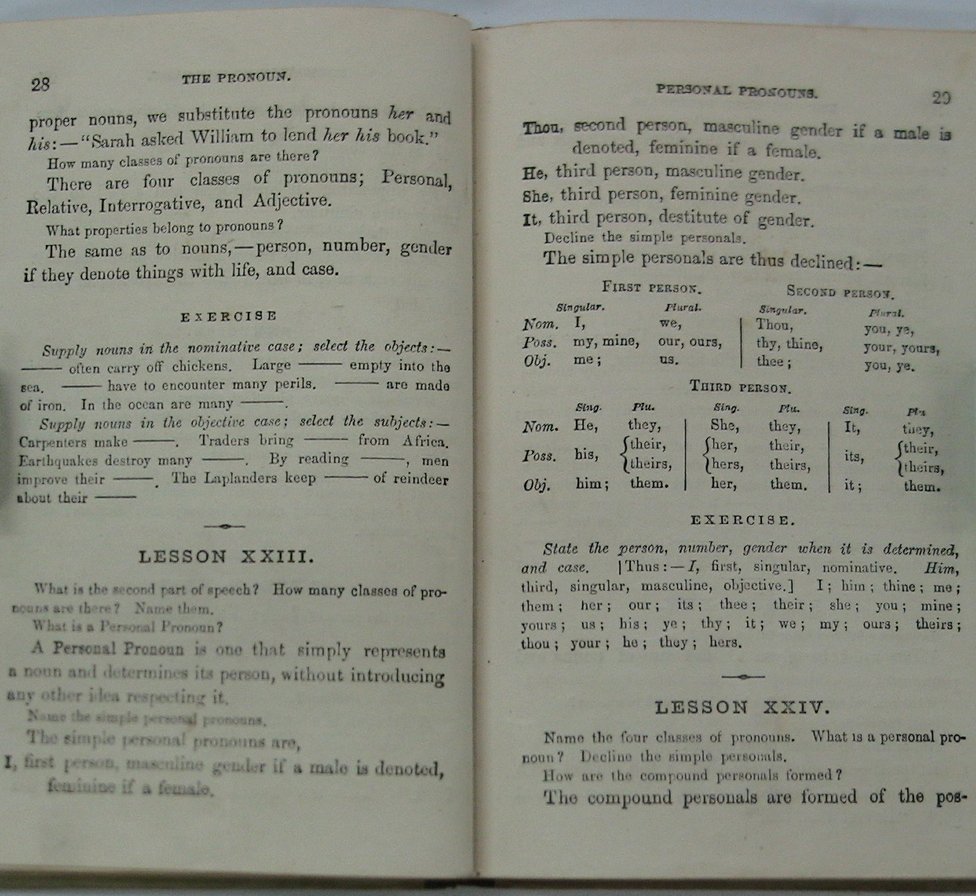 28
THE PRONOUN.
proper nouns, we substitute the pronouns her and
his:—"Sarah asked William to lend her his book."
How many classes of pronouns are there?
There are four classes of pronouns; Personal,
Relative, Interrogative, and Adjective.
What properties belong to pronouns?
The same as to nouns,—person, number, gender
if they denote things with life, and case.
EXERCISE
Supply nouns in the nominative case; select the objects:—
—— often carry off chickens. Large —— empty into the
sea. —— have to encounter many perils. —— are made
of iron. In the ocean are many ——.
Supply nouns in the objective case; select the subjects:—
Carpenters make ——. Traders bring —— from Africa.
Earthquakes destroy many ——. By reading ——, men
improve their ——. The Laplanders keep —— of reindeer
about their ——
LESSON XXIII.
What is the second part of speech? How many classes of pro-
nouns are there? Name them.
What is a Personal Pronoun?
A Personal Pronoun is one that simply represents
a noun and determines its person, without introducing
any other idea respecting it.
Name the simple personal pronouns.
The simple personal pronouns are,
I, first person, masculine gender if a male is denoted,
feminine if a female.
PERSONAL PRONOUNS.
29
Thou, second person, masculine gender if a male is
denoted, feminine if a female.
He, third person, masculine gender.
She, third person, feminine gender.
It, third person, destitute of gender.
Decline the simple personals.
The simple personals are thus declined:—
FIRST PERSON. SECOND PERSON.
Singular. Plural. Singular. Plural.
Nom. I, we, Thou, you, ye,
Poss. my, mine, our, ours, thy, thine, your, yours,
Obj. me; us. thee; you, ye.
THIRD PERSON.
Sing. Plu. Sing. Plu. Sing. Plu
Nom. He, they, She, they, It, they,
Poss. his, {their, {her, their, its, {their,
{theirs, {hers, theirs, {theirs,
Obj. him; them. her, them. it; them.
EXERCISE.
State the person, number, gender when it is determined,
and case. [Thus:—I, first, singular, nominative. Him,
third, singular, masculine, objective.] I; him; thine; me;
them; her; our; its; thee; their; she; you; mine;
yours; us; his; ye; thy; it; we; my; ours; theirs;
thou; your; he; they; hers.
LESSON XXIV.
Name the four classes of pronouns. What is a personal pro-
noun? Decline the simple personals.
How are the compound personals formed?
The compound personals are formed of the pos-